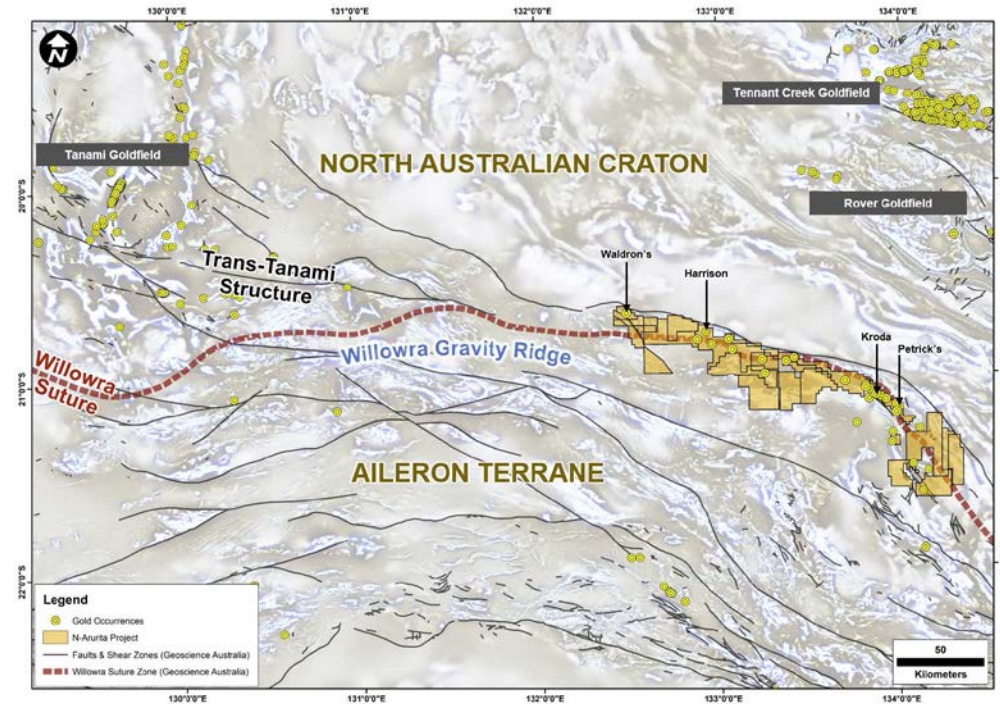 130°0'0"E
131°0'0"E
132°0'0"E
133°0'0"E
134°0'0"E
N
Tennant Creek Goldfield
Tanami Goldfield
NORTH AUSTRALIAN CRATON
20°0'0"S
Rover Goldfield
Trans-Tanami
Structure
Waldron's
Harrison
Willowra Gravity Ridge
Kroda
Petrick's
Willowra
Suture
21°0'0"S
AILERON TERRANE
22°0'0"S
Legend
Gold Occurrences
N-Arunta Project
Faults & Shear Zones (Geoscience Australia)
Willowra Suture Zone (Geoscience Australia)
50
Kilometers
130°0'0"E
131°0'0"E
132°0'0"E
133°0'0"E
134°0'0"E